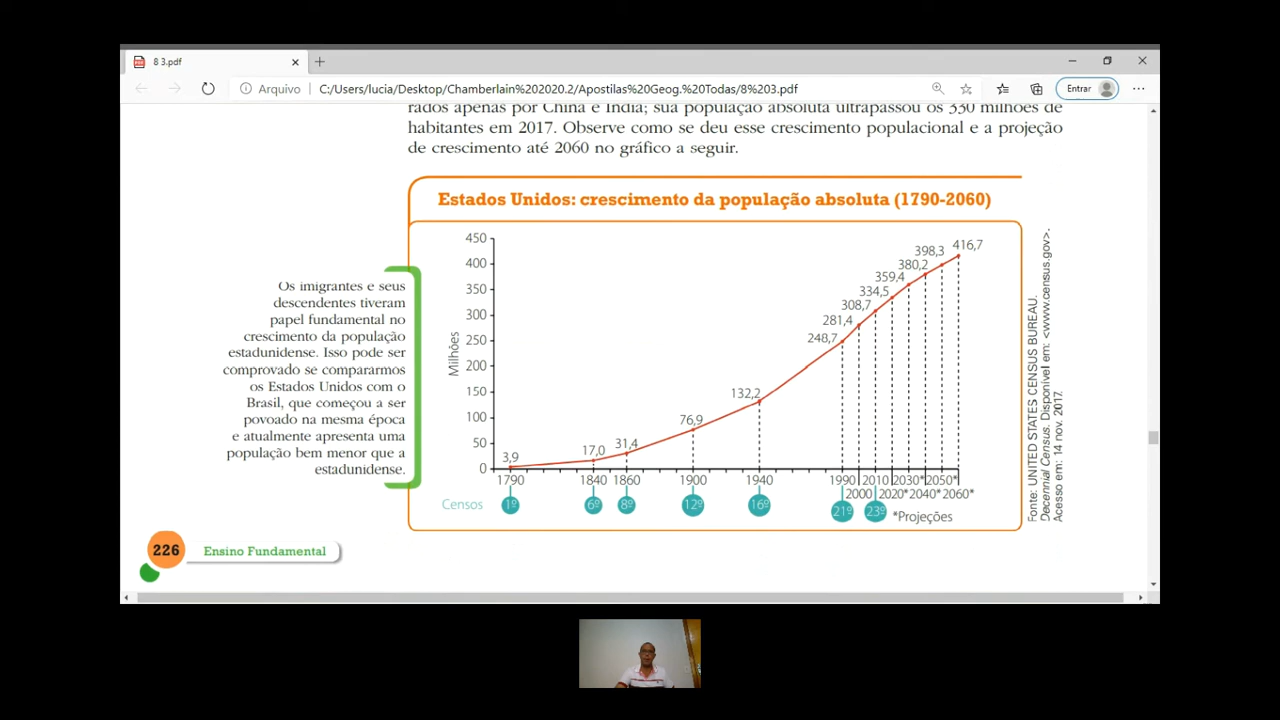 8 3.pdf
Arquivo C:/Users/lucia/Desktop/Chamberlain%202020.2/Apostilas%20Geog.%20Todas/8%203.pdf
Entrar
rados apenas por China e Índia; sua população absoluta ultrapassou os 330 milhões de
habitantes em 2017. Observe como se deu esse crescimento populacional e a projeção
de crescimento até 2060 no gráfico a seguir.
Estados Unidos: crescimento da população absoluta (1790-2060)
Os imigrantes e seus
descendentes tiveram
papel fundamental no
crescimento da população
estadunidense. Isso pode ser
comprovado se compararmos
os Estados Unidos com o
Brasil, que começou a ser
povoado na mesma época
e atualmente apresenta uma
população bem menor que a
estadunidense.
Milhões
450
400
350
300
250
200
150
100
50
0
3,9
17,0
31,4
76,9
132,2
248,7
281,4
308,7
334,5
359,4
380,2
398,3
416,7
1790 1840 1860 1900 1940 1990 2010 2030* 2050*
2000 2020* 2040* 2060*
Censos 1º 6º 8º 12º 16º 21º 23º
*Projeções
Fonte: UNITED STATES CENSUS BUREAU.
Decennial Census. Disponível em: <www.census.gov>.
Acesso em: 14 nov. 2017.
226 Ensino Fundamental